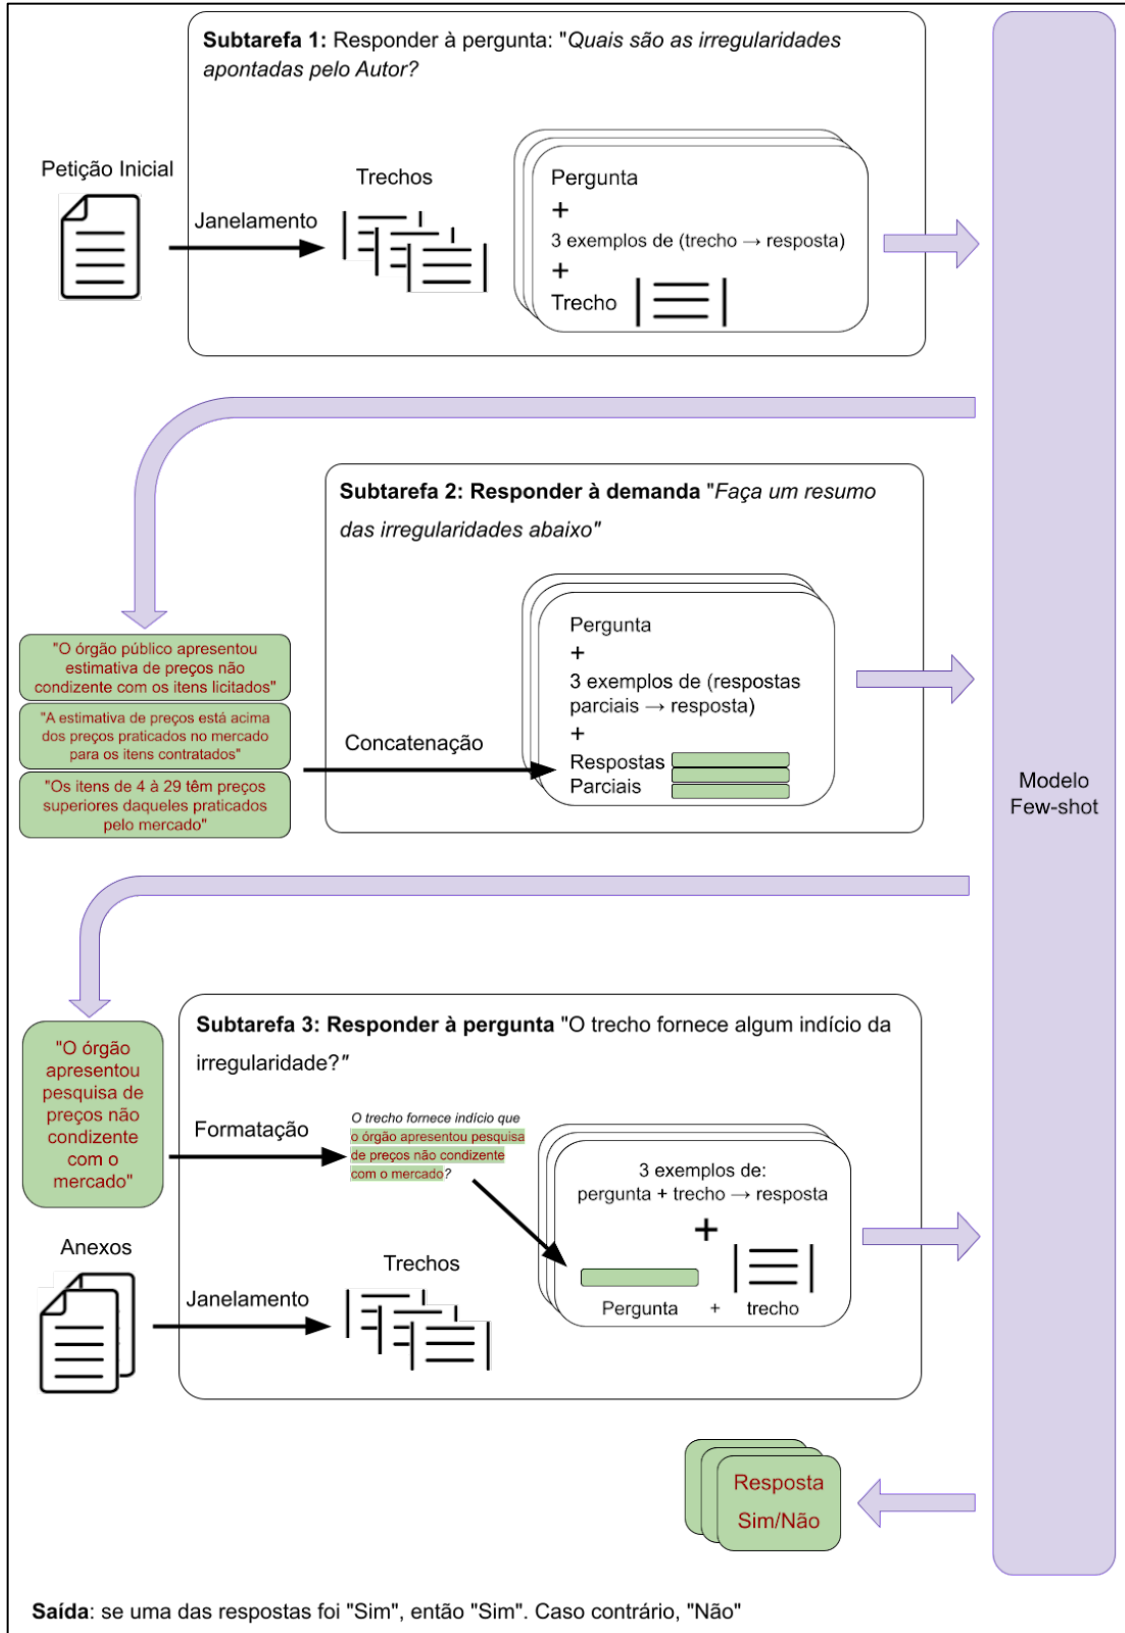 Subtarefa 1: Responder à pergunta: "Quais são as irregularidades
apontadas pelo Autor?
Petição Inicial
Janelamento
Trechos
Pergunta
+
3 exemplos de (trecho → resposta)
+
Trecho
Subtarefa 2: Responder à demanda "Faça um resumo
das irregularidades abaixo"
"O órgão público apresentou
estimativa de preços não
condizente com os itens licitados"
"A estimativa de preços está acima
dos preços praticados no mercado
para os itens contratados"
"Os itens de 4 à 29 têm preços
superiores daqueles praticados
pelo mercado"
Concatenação
Pergunta
+
3 exemplos de (respostas
parciais → resposta)
+
Respostas
Parciais
Modelo
Few-shot
Subtarefa 3: Responder à pergunta "O trecho fornece algum indício da
irregularidade?"
"O órgão
apresentou
pesquisa de
preços não
condizente
com o
mercado"
Formatação
O trecho fornece indício que
o órgão apresentou pesquisa
de preços não condizente
com o mercado?
Anexos
Janelamento
Trechos
3 exemplos de:
pergunta + trecho → resposta
+
Pergunta + trecho
Resposta
Sim/Não
Saída: se uma das respostas foi "Sim", então "Sim". Caso contrário, "Não"